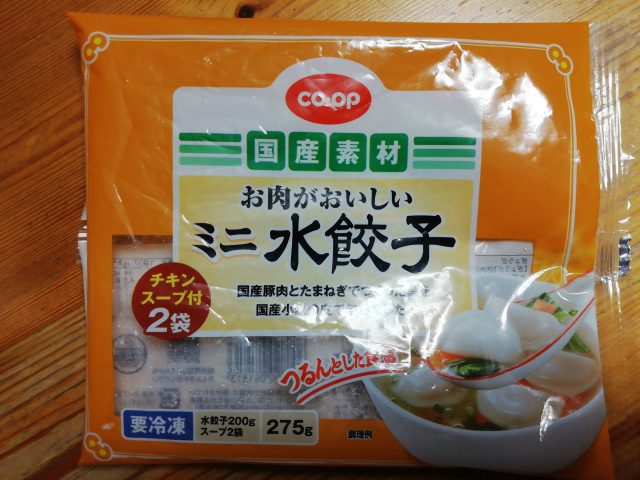 CO・OP
国産素材
お肉がおいしい
ミニ水餃子
国産豚肉とたまねぎで
国産小
チキン
スープ付
2袋
つるんとした食感
要冷凍
水餃子200g
スープ2袋
275g
調理例